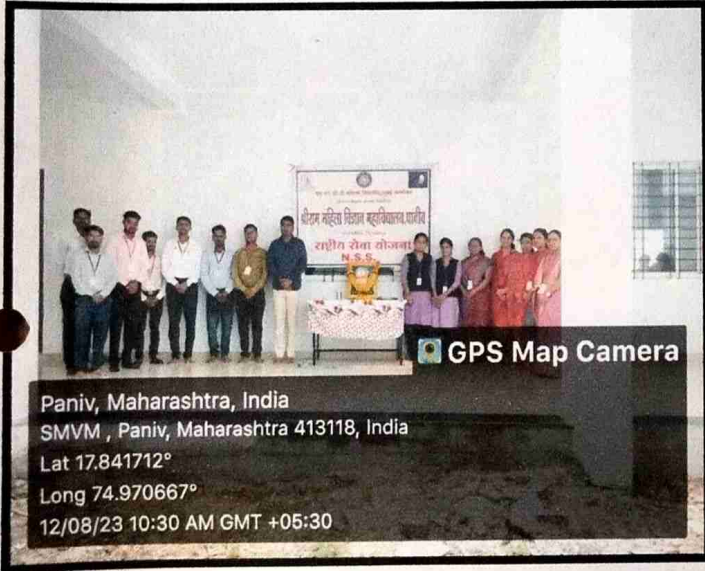 श्रीराम महिला विज्ञान महाविद्यालय, पानीव
राष्ट्रीय सेवा योजना
N.S.S.
GPS Map Camera
Paniv, Maharashtra, India
SMVM , Paniv, Maharashtra 413118, India
Lat 17.841712°
Long 74.970667°
12/08/23 10:30 AM GMT +05:30